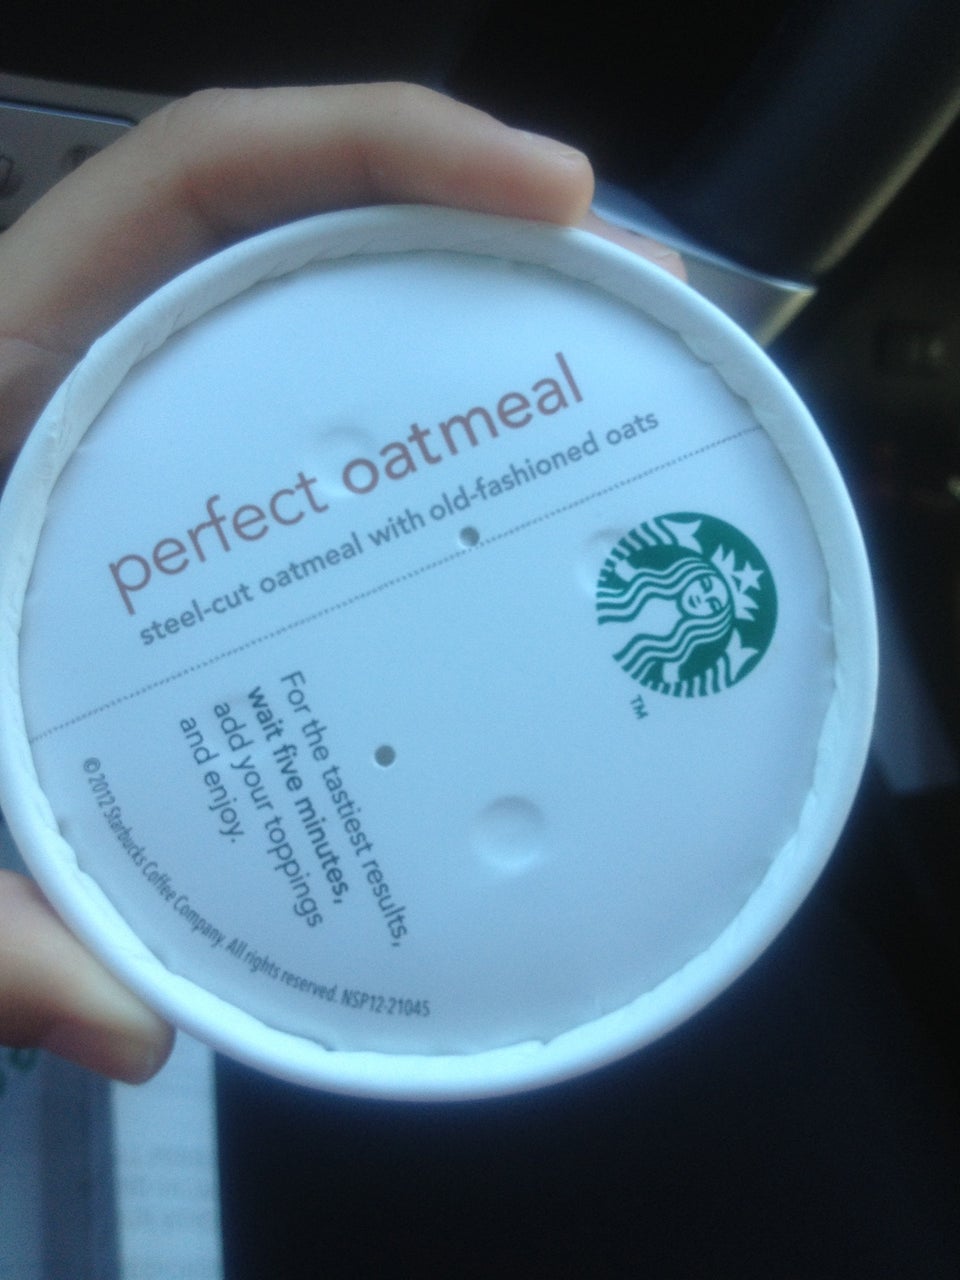 perfect oatmeal
steel-cut oatmeal with old-fashioned oats
TM
For the tastiest results,
wait five minutes,
add your toppings
and enjoy.
© 2012 Starbucks Coffee Company. All rights reserved. NSP12-21045